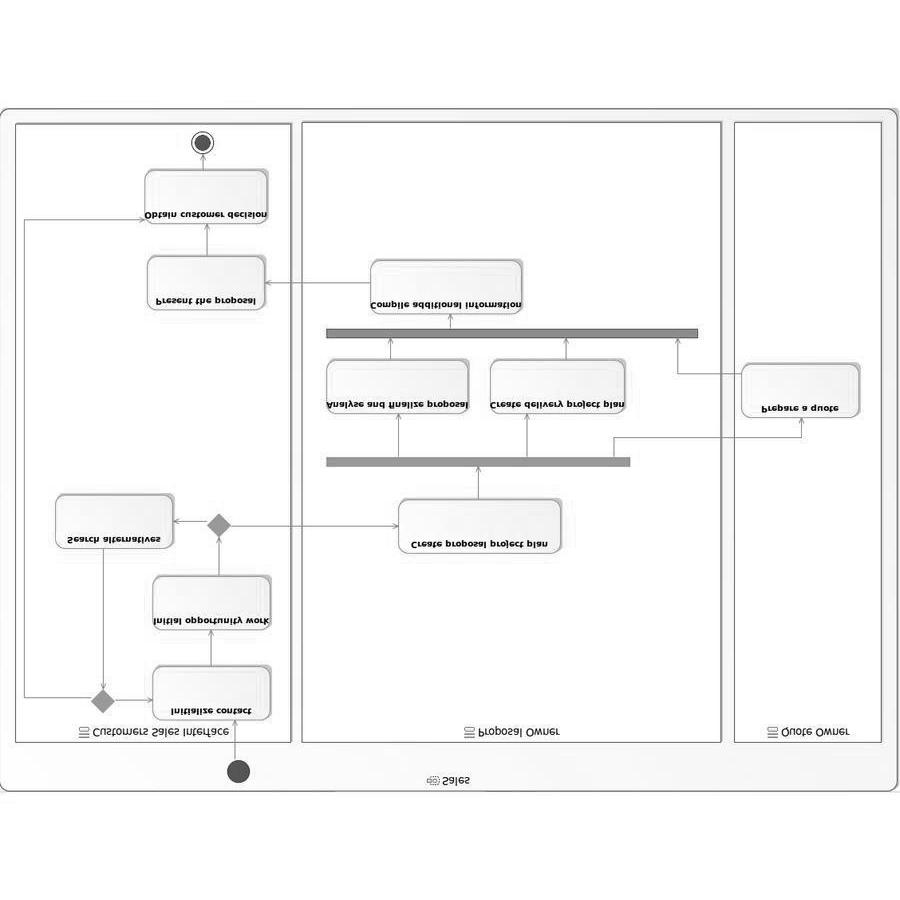 Sales
Customers Sales Interface
Proposal Owner
Quote Owner
Initialize contact
Initial opportunity work
Search alternatives
Create proposal project plan
Analyse and finalize proposal
Create delivery project plan
Prepare a quote
Compile additional information
Present the proposal
Obtain customer decision